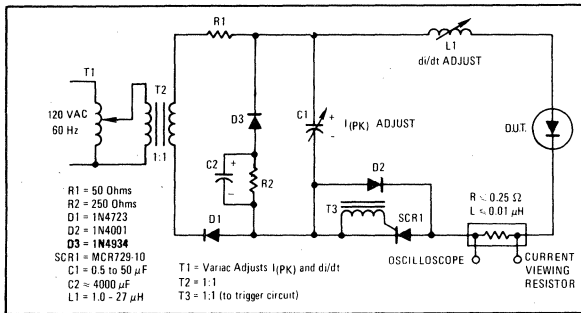 R1
L1
di/dt ADJUST
T1
T2
120 VAC
60 Hz
1:1
D3
C1
+
-
I(PK) ADJUST
D.U.T.
C2
+
-
R2
D2
T3
D1
SCR1
R ≤ 0.25 Ω
L ≤ 0.01 μH
OSCILLOSCOPE
CURRENT
VIEWING
RESISTOR
R1 = 50 Ohms
R2 = 250 Ohms
D1 = 1N4723
D2 = 1N4001
D3 = 1N4934
SCR1 = MCR729-10
C1 = 0.5 to 50 μF
C2 ≈ 4000 μF
L1 = 1.0 - 27 μH
T1 = Variac Adjusts I(PK) and di/dt
T2 = 1:1
T3 = 1:1 (to trigger circuit)